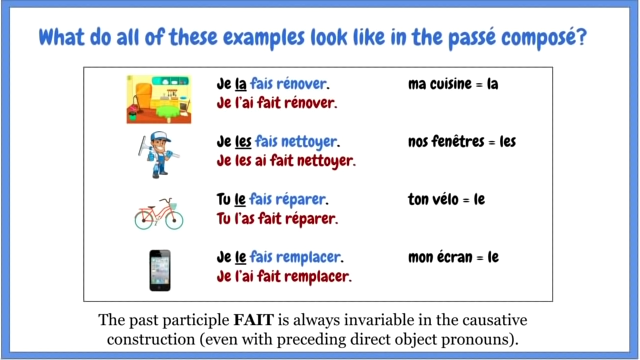 What do all of these examples look like in the passé composé?
Je la fais rénover. ma cuisine = la
Je l'ai fait rénover.
Je les fais nettoyer. nos fenêtres = les
Je les ai fait nettoyer.
Tu le fais réparer. ton vélo = le
Tu l'as fait réparer.
Je le fais remplacer. mon écran = le
Je l'ai fait remplacer.
The past participle FAIT is always invariable in the causative
construction (even with preceding direct object pronouns).